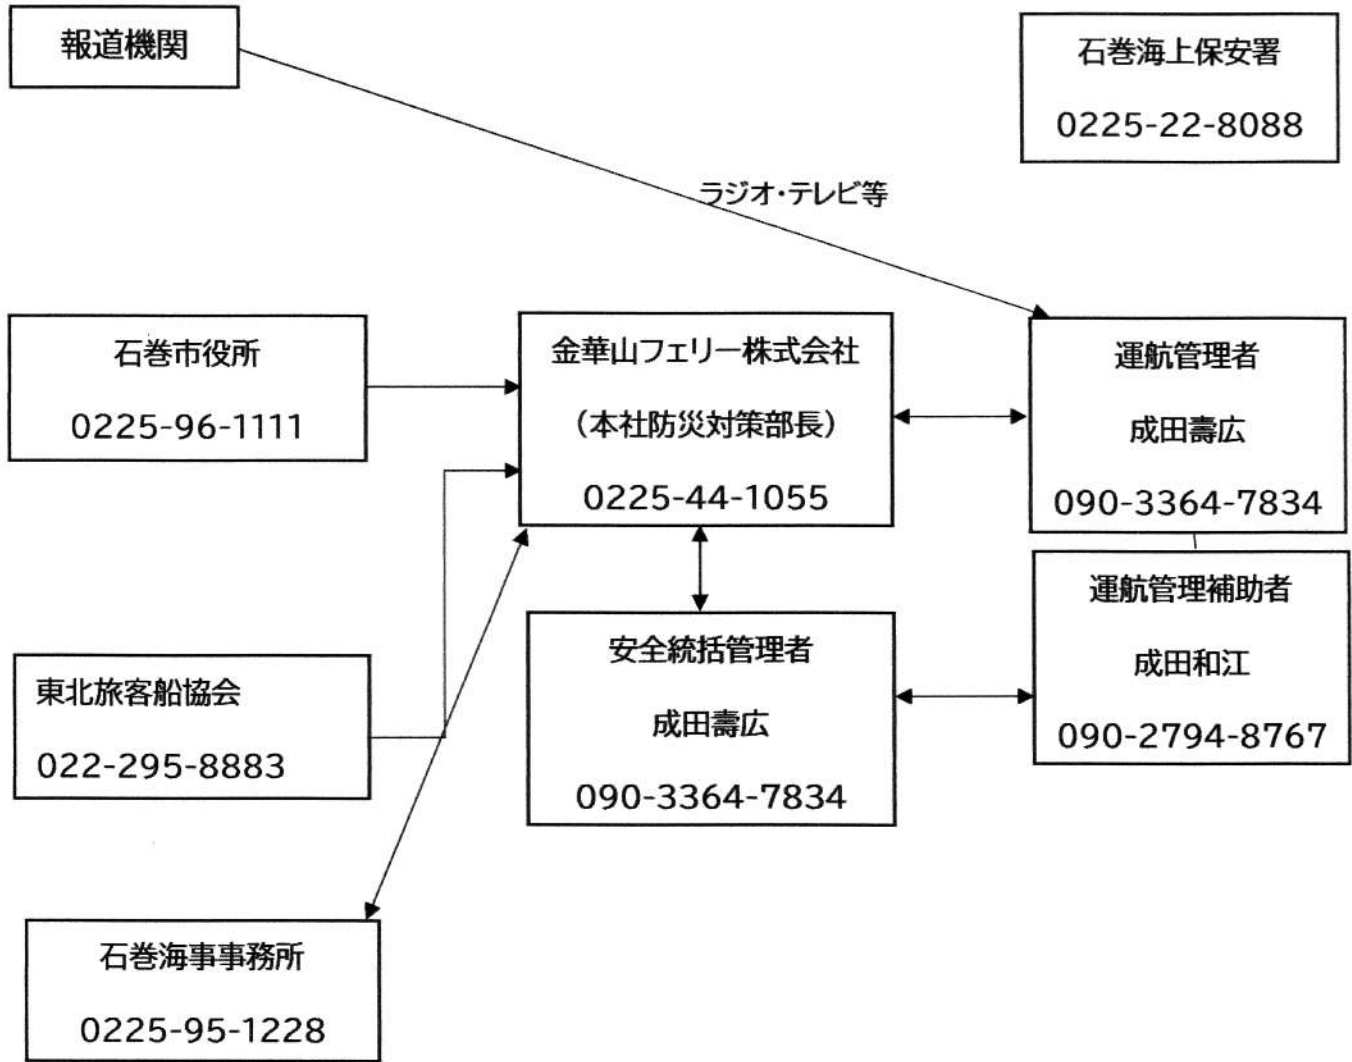 報道機関
石巻海上保安署
0225-22-8088
ラジオ・テレビ等
石巻市役所
0225-96-1111
金華山フェリー株式会社
（本社防災対策部長）
0225-44-1055
運航管理者
成田壽広
090-3364-7834
東北旅客船協会
022-295-8883
安全統括管理者
成田壽広
090-3364-7834
運航管理補助者
成田和江
090-2794-8767
石巻海事事務所
0225-95-1228